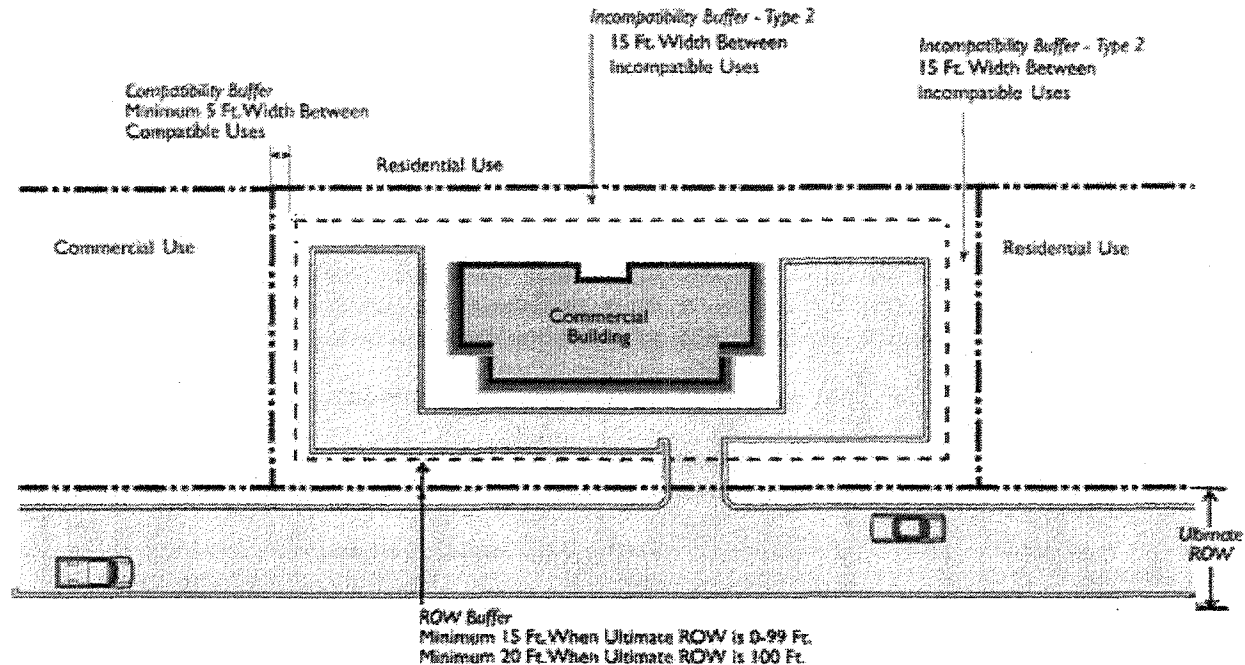 Incompatibility Buffer - Type 2
15 Ft. Width Between
Incompatible Uses
Incompatibility Buffer - Type 2
15 Ft. Width Between
Incompatible Uses
Compatibility Buffer
Minimum 5 Ft. Width Between
Compatible Uses
Residential Use
Commercial Use
Residential Use
Commercial
Building
Ultimate
ROW
ROW Buffer
Minimum 15 Ft. When Ultimate ROW is 0-99 Ft.
Minimum 20 Ft. When Ultimate ROW is 100 Ft.